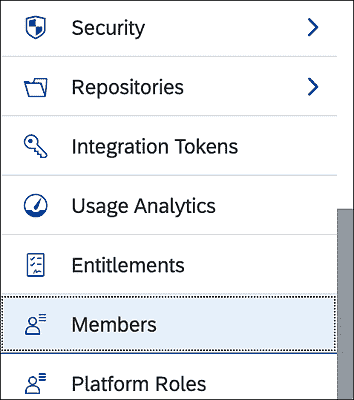 Security
Repositories
Integration Tokens
Usage Analytics
Entitlements
Members
Platform Roles